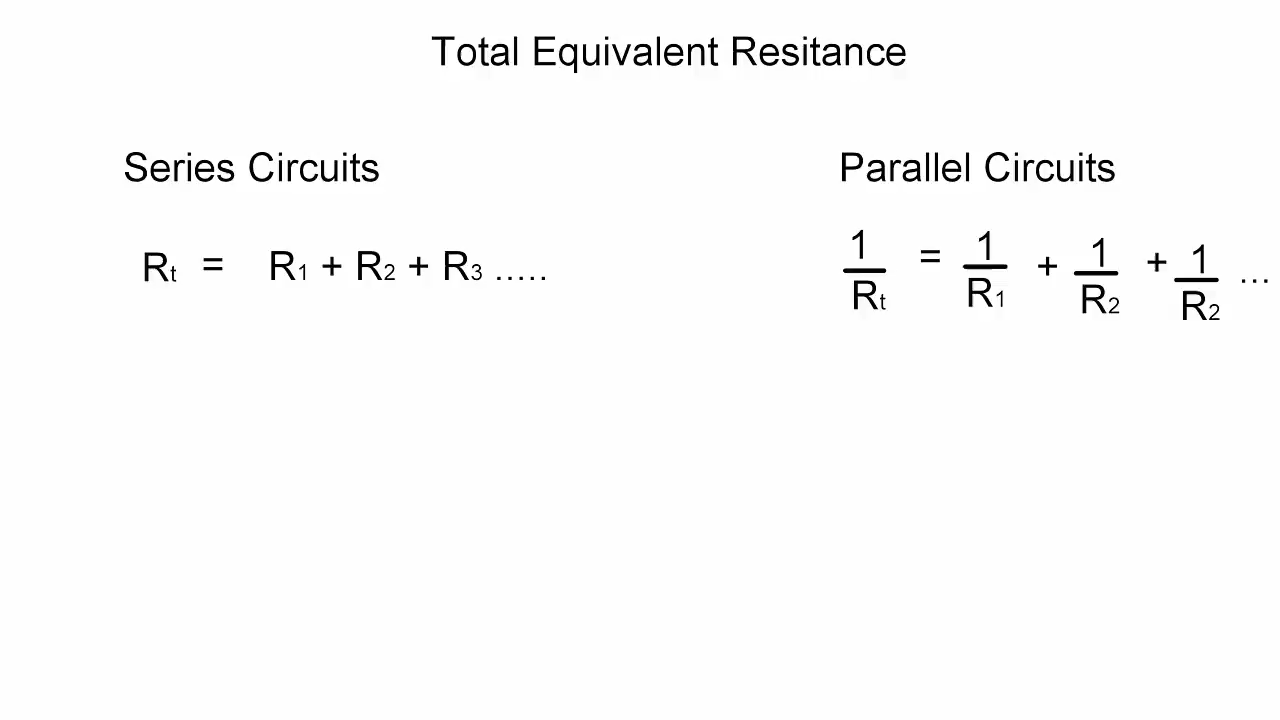 Total Equivalent Resitance
Series Circuits
Rt = R1 + R2 + R3 .....
Parallel Circuits
1/Rt = 1/R1 + 1/R2 + 1/R2 ...